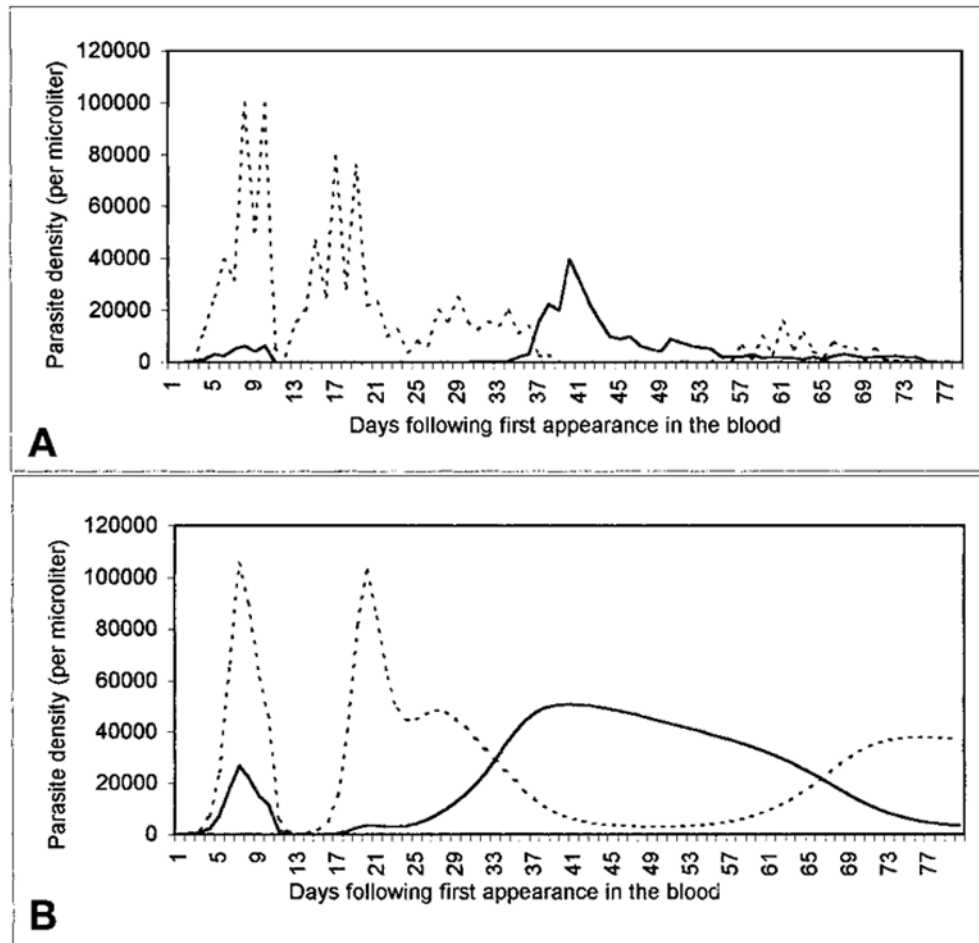 120000
100000
80000
60000
40000
20000
0
Parasite density (per microliter)
1 5 9 13 17 21 25 29 33 37 41 45 49 53 57 61 65 69 73 77
Days following first appearance in the blood
A
120000
100000
80000
60000
40000
20000
0
Parasite density (per microliter)
1 5 9 13 17 21 25 29 33 37 41 45 49 53 57 61 65 69 73 77
Days following first appearance in the blood
B